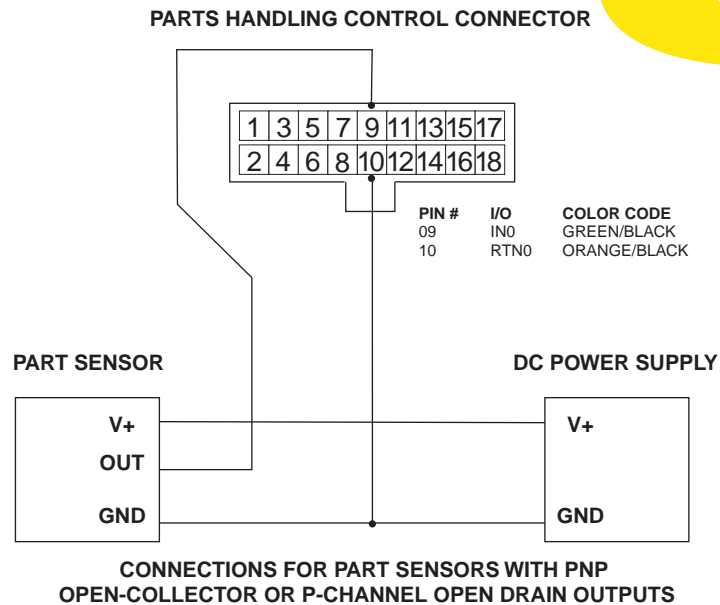 PARTS HANDLING CONTROL CONNECTOR
1 3 5 7 9 11 13 15 17
2 4 6 8 10 12 14 16 18
PIN # I/O COLOR CODE
09 IN0 GREEN/BLACK
10 RTN0 ORANGE/BLACK
PART SENSOR
DC POWER SUPPLY
V+
OUT
GND
V+
GND
CONNECTIONS FOR PART SENSORS WITH PNP
OPEN-COLLECTOR OR P-CHANNEL OPEN DRAIN OUTPUTS